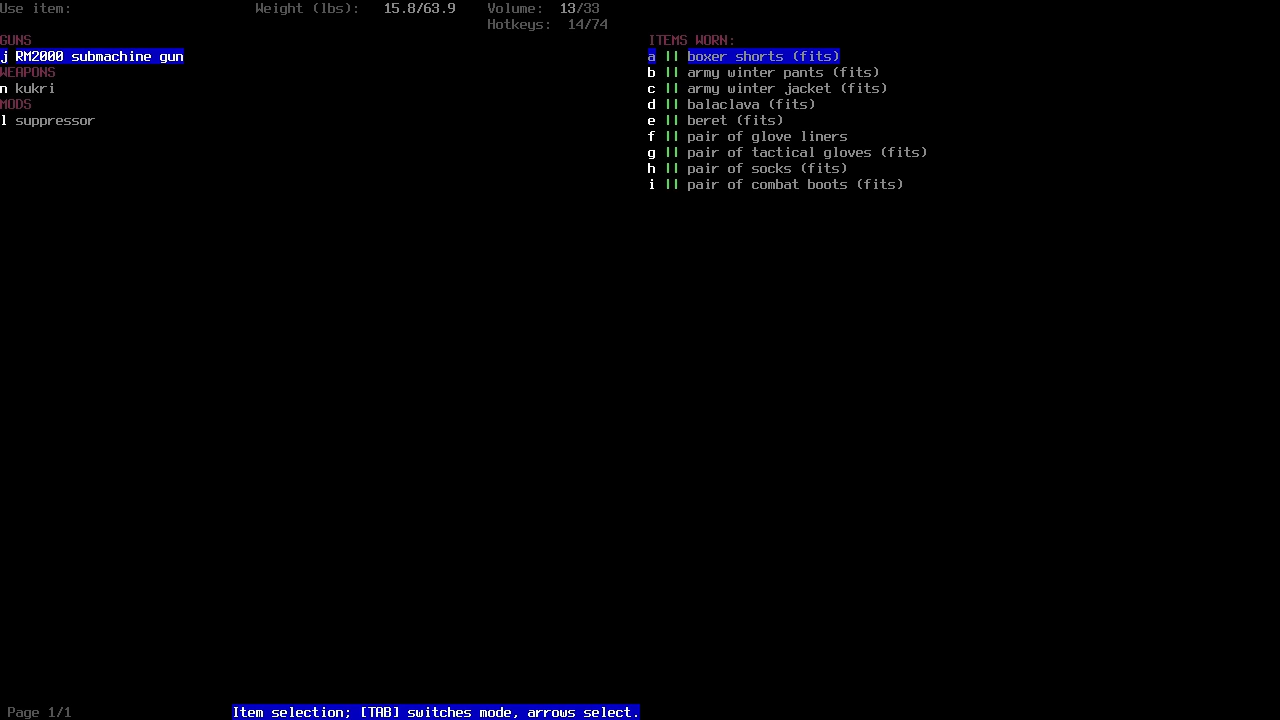 Use item: Weight (lbs): 15.8/63.9 Volume: 13/33
Hotkeys: 14/74
GUNS
j RM2000 submachine gun
WEAPONS
n kukri
MODS
l suppressor
ITEMS WORN:
a || boxer shorts (fits)
b || army winter pants (fits)
c || army winter jacket (fits)
d || balaclava (fits)
e || beret (fits)
f || pair of glove liners
g || pair of tactical gloves (fits)
h || pair of socks (fits)
i || pair of combat boots (fits)
Page 1/1 Item selection; [TAB] switches mode, arrows select.